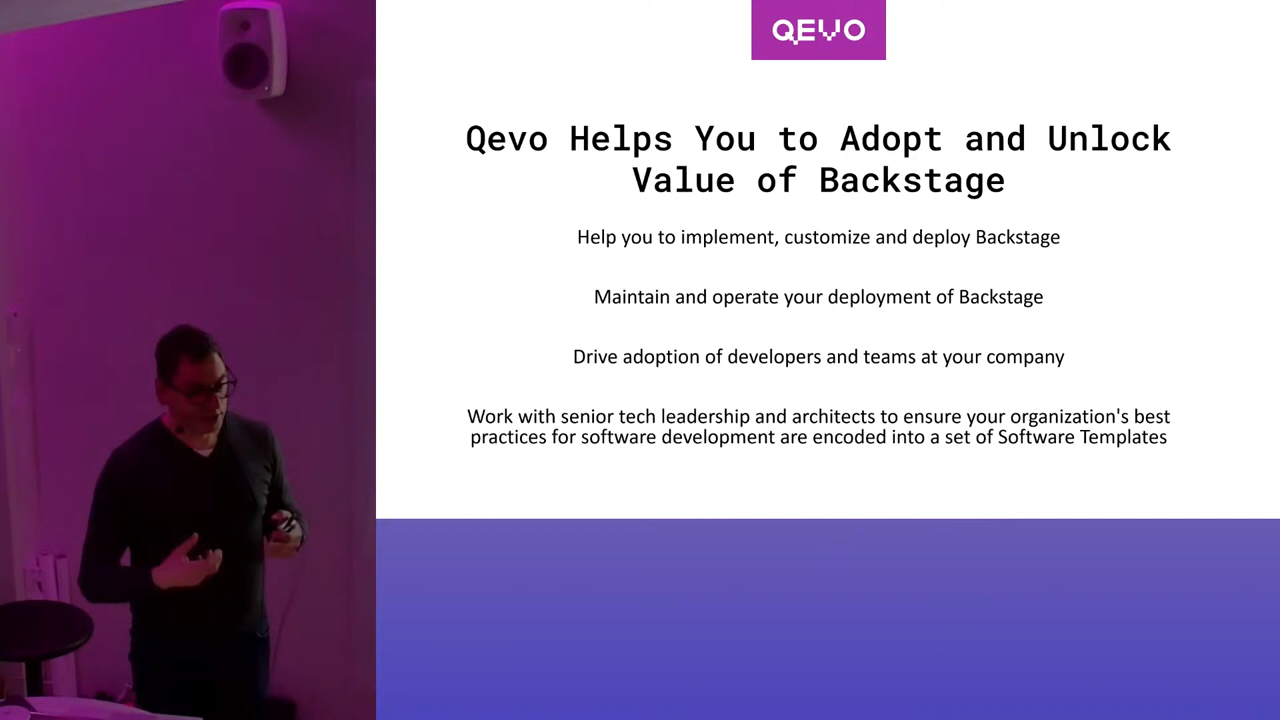 QEVO
Qevo Helps You to Adopt and Unlock
Value of Backstage
Help you to implement, customize and deploy Backstage
Maintain and operate your deployment of Backstage
Drive adoption of developers and teams at your company
Work with senior tech leadership and architects to ensure your organization's best
practices for software development are encoded into a set of Software Templates